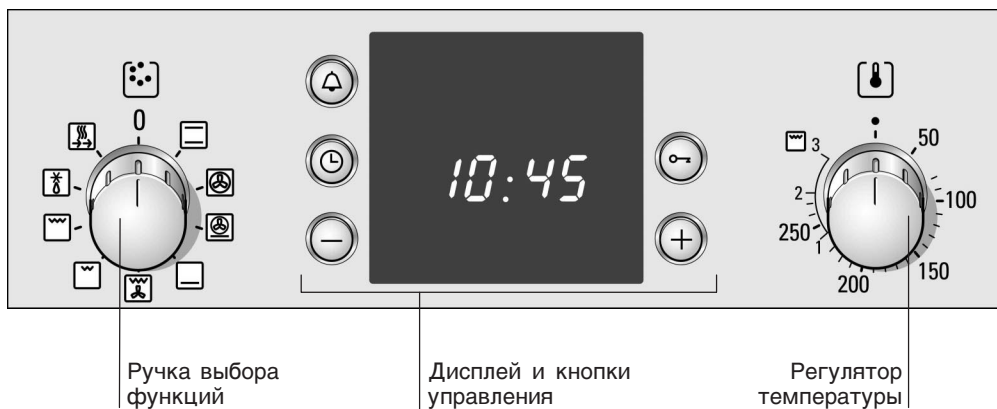 0
10:45
3
2
1
50
100
150
200
250
Ручка выбора
функций
Дисплей и кнопки
управления
Регулятор
температуры